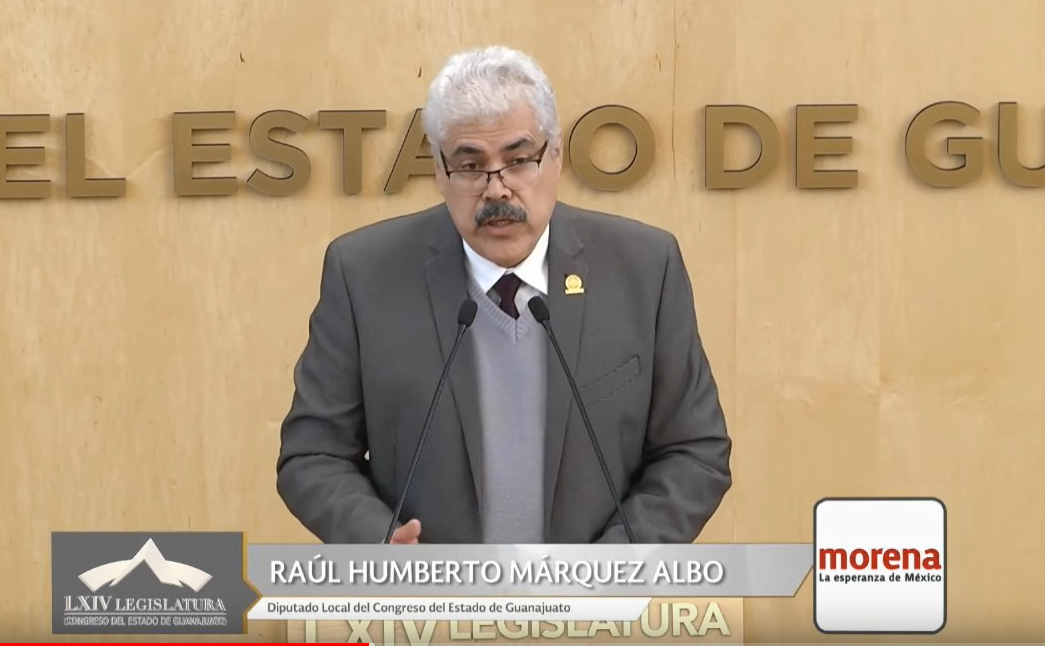 EL ESTADO DE GU
RAÚL HUMBERTO MÁRQUEZ ALBO
Diputado Local del Congreso del Estado de Guanajuato
LXIV LEGISLATURA
CONGRESO DEL ESTADO DE GUANAJUATO
morena
La esperanza de México
LXIV LEGISLATURA